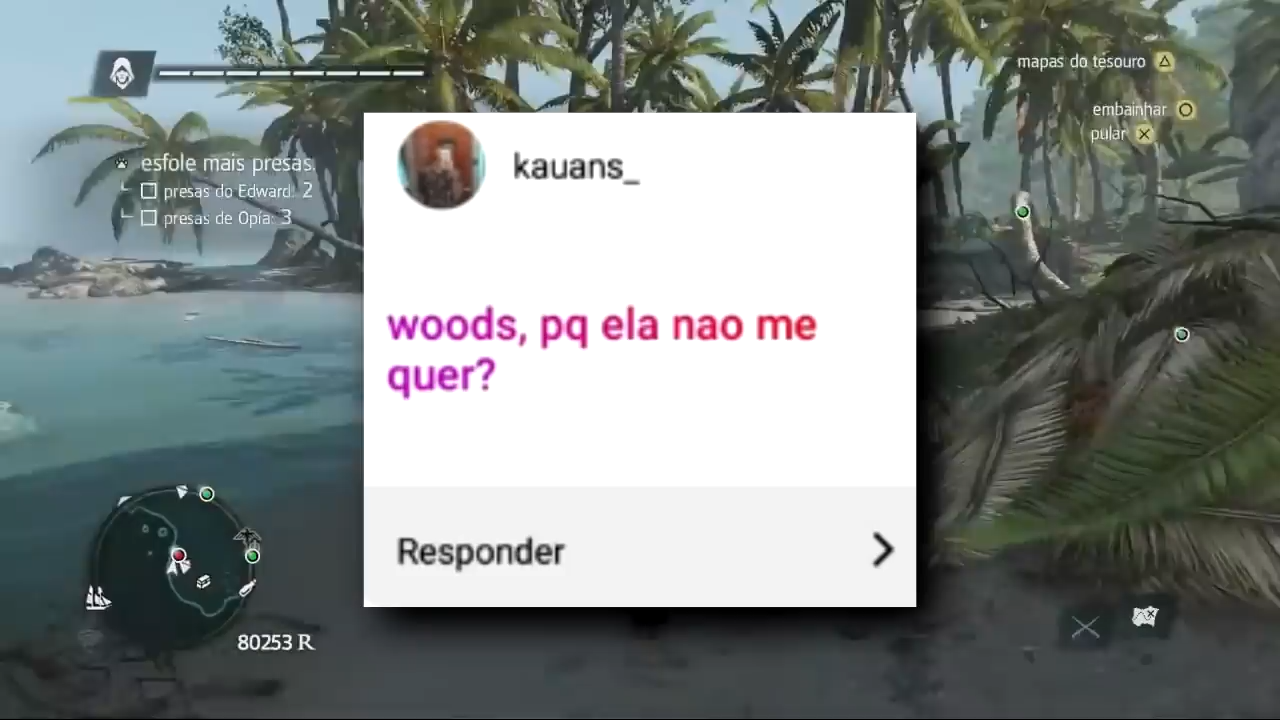 mapas do tesouro
embainhar
pular
esfole mais presas.
presas do Edward: 2
presas de Opía: 3
kauans_
woods, pq ela nao me
quer?
Responder
80253 R